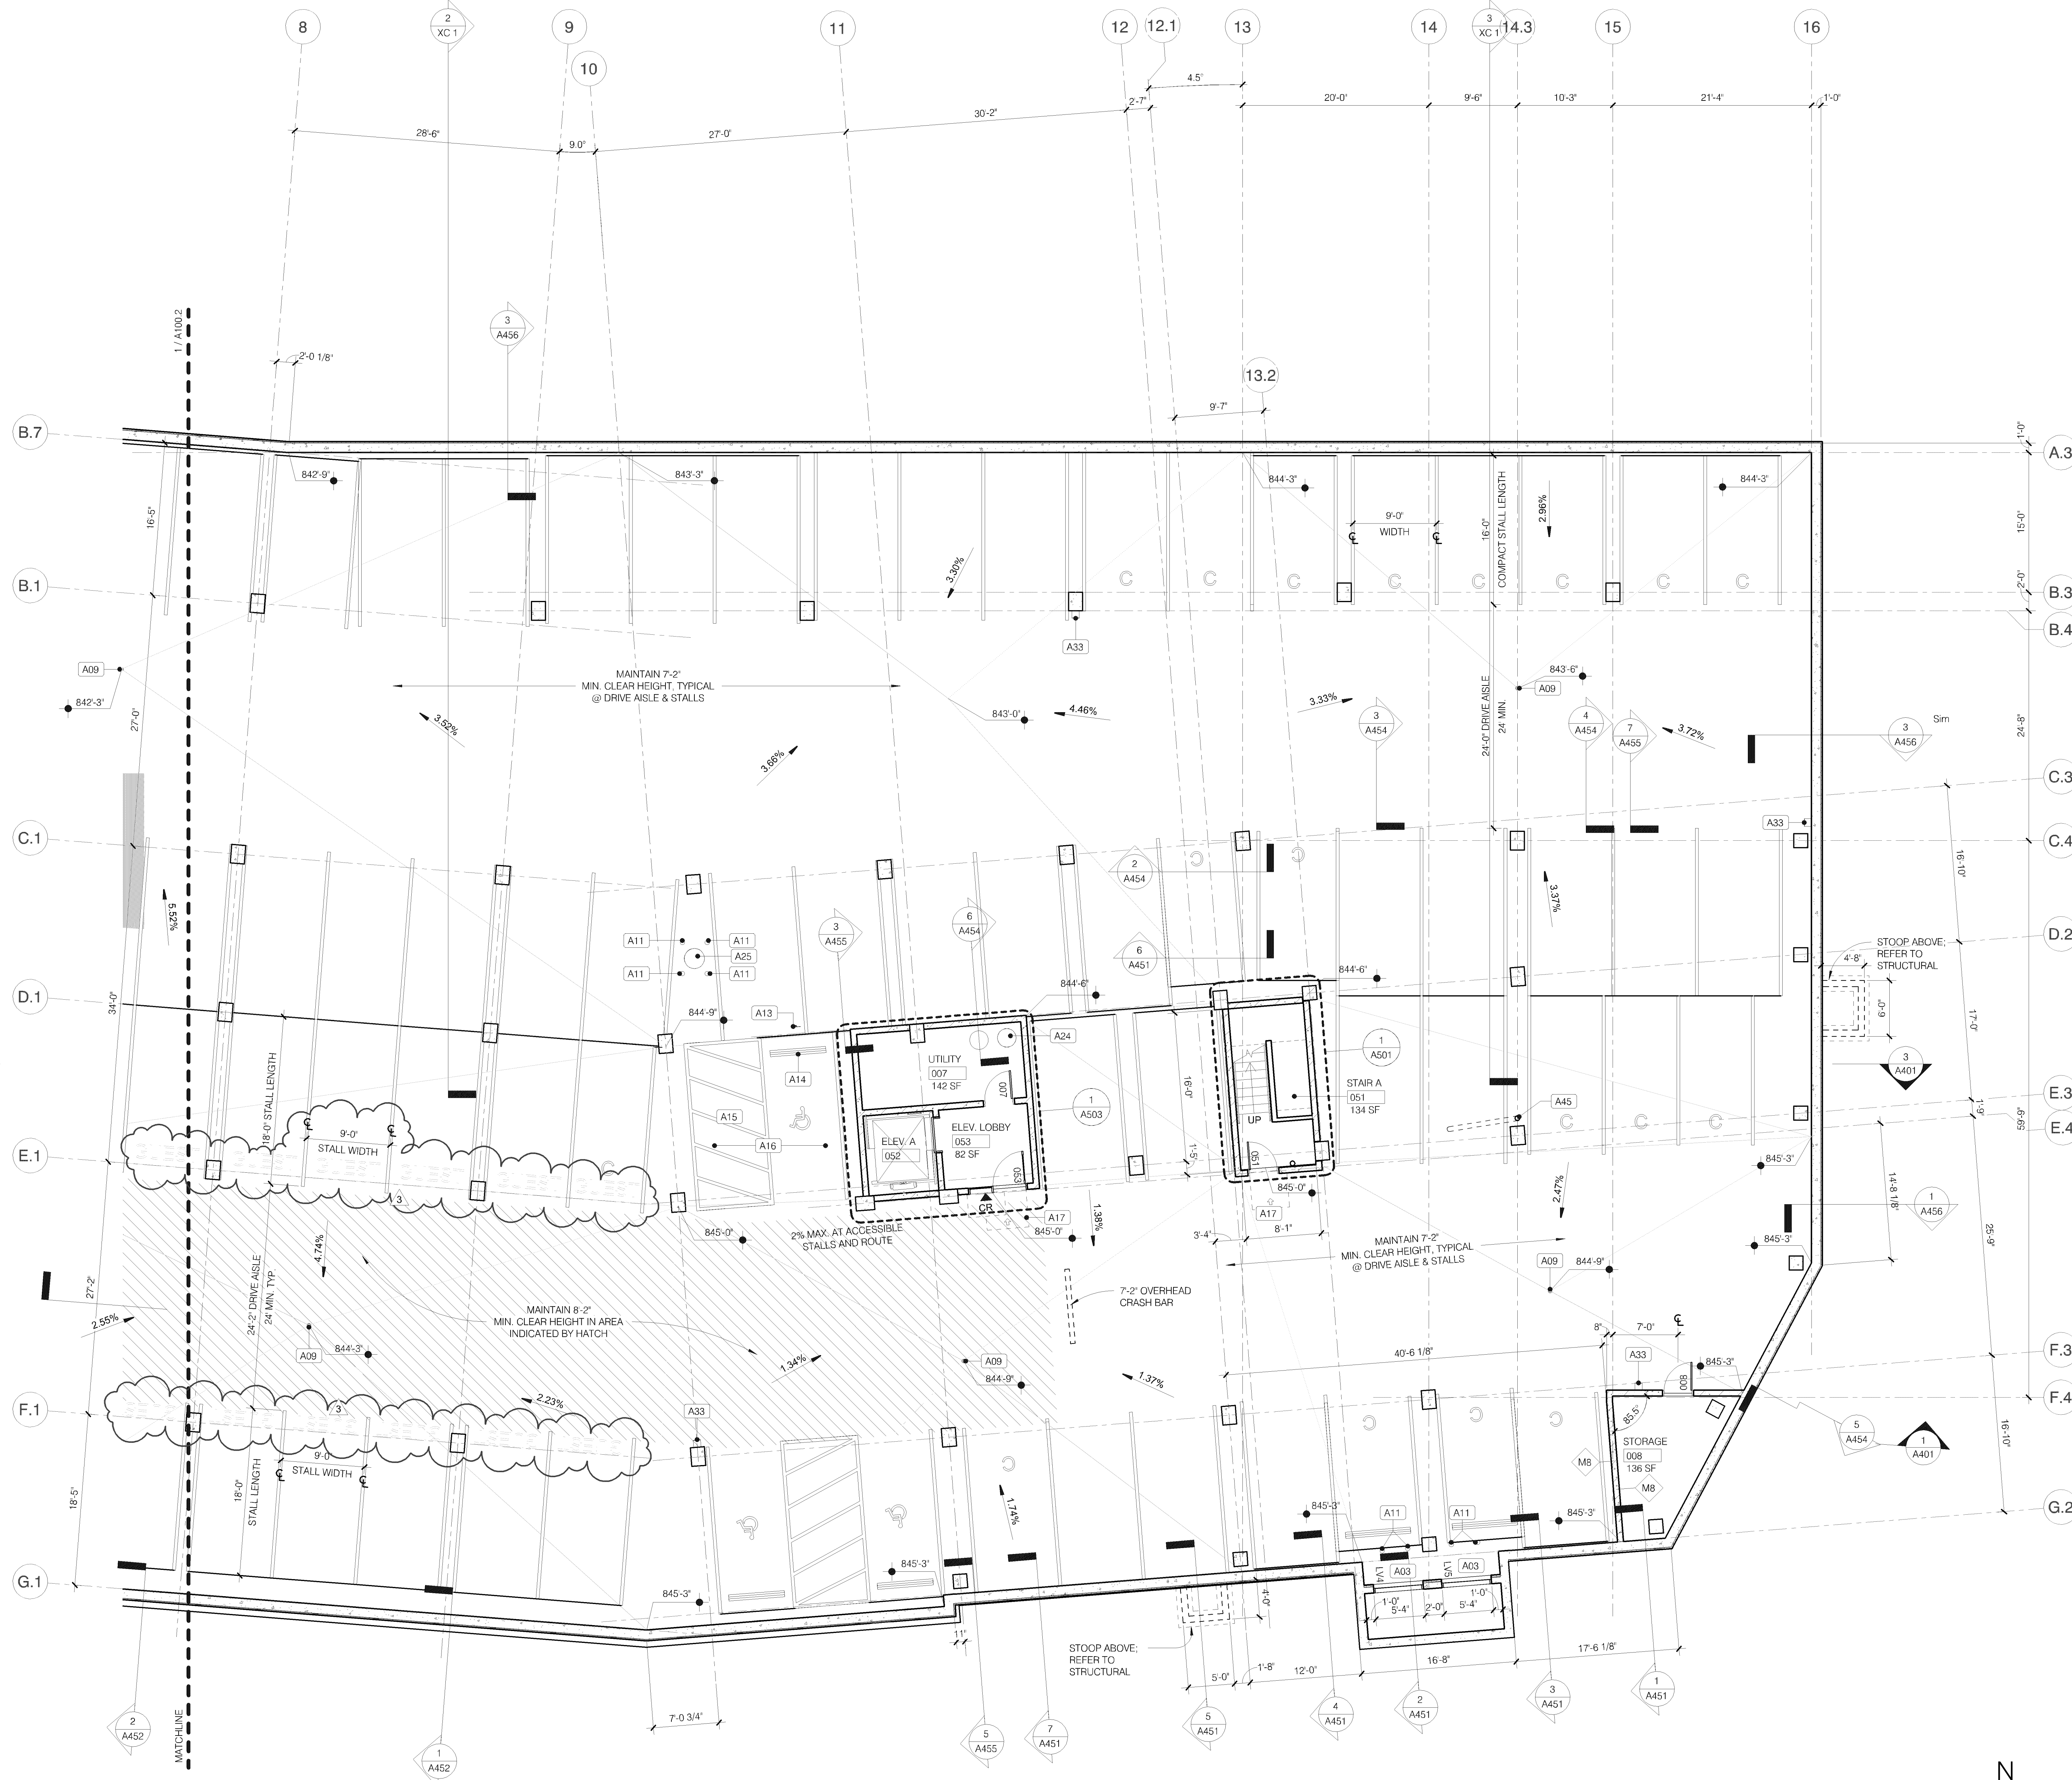 8
2
XC 1
9
10
11
12
12.1
13
14
3
XC 1
14.3
15
16
4.5°
2'-7"
30'-2"
20'-0"
9'-6"
10'-3"
21'-4"
1'-0"
28'-6"
9.0°
27'-0"
1 / A100.2
3
A456
2'-0 1/8"
13.2
9'-7"
B.7
1'-0"
A.3
842'-9"
843'-3"
844'-3"
844'-3"
16'-5"
9'-0"
WIDTH
16'-0"
COMPACT STALL LENGTH
2.96%
15'-0"
3.30%
B.1
C
C
C
C
C
C
C
C
2'-0"
B.3
B.4
A33
A09
842'-3"
MAINTAIN 7'-2"
MIN. CLEAR HEIGHT, TYPICAL
@ DRIVE AISLE & STALLS
843'-6"
A09
27'-0"
3.52%
843'-0"
4.46%
3.33%
3
A454
24'-0" DRIVE AISLE
24' MIN.
4
A454
7
A455
3.72%
3
A456
Sim
24'-8"
3.66%
C.3
C.1
A33
C.4
2
A454
C
C
16'-10"
5.52%
3.37%
3
A455
6
A454
A11
A11
A25
A11
A11
6
A451
D.2
STOOP ABOVE;
REFER TO
STRUCTURAL
4'-8"
844'-6"
844'-6"
D.1
34'-0"
844'-9"
A13
6'-0"
17'-0"
A24
18'-0" STALL LENGTH
UTILITY
007
142 SF
007
A14
1
A501
1
A503
16'-0"
STAIR A
051
134 SF
3
A401
A15
A16
UP
A45
C
C
C
E.3
1'-9"
59'-9"
E.4
9'-0"
STALL WIDTH
ELEV. A
052
ELEV. LOBBY
053
82 SF
053
051
1'-5"
E.1
C
845'-3"
14'-8 1/8"
3
CR
A17
845'-0"
845'-0"
845'-0"
A17
2.47%
1
A456
2% MAX. AT ACCESSIBLE
STALLS AND ROUTE
1.38%
3'-4"
8'-1"
845'-3"
25'-9"
4.74%
MAINTAIN 7'-2"
MIN. CLEAR HEIGHT, TYPICAL
@ DRIVE AISLE & STALLS
A09
844'-9"
27'-2"
24'-2" DRIVE AISLE
24' MIN. TYP.
2.55%
MAINTAIN 8'-2"
MIN. CLEAR HEIGHT IN AREA
INDICATED BY HATCH
7'-2" OVERHEAD
CRASH BAR
8"
7'-0"
A09
844'-3"
A09
844'-9"
1.34%
40'-6 1/8"
A33
845'-3"
F.3
1.37%
008
F.4
F.1
3
2.23%
A33
C
C
C
85.5°
5
A454
1
A401
STORAGE
008
136 SF
M8
M8
16'-10"
9'-0"
STALL WIDTH
C
18'-5"
18'-0"
STALL LENGTH
1.74%
845'-3"
A11
A11
845'-3"
G.2
G.1
845'-3"
845'-3"
LV4
A03
LV5
A03
4'-0"
1'-0"
5'-4"
2'-0"
5'-4"
1'-0"
11"
STOOP ABOVE;
REFER TO
STRUCTURAL
5'-0"
1'-8"
12'-0"
16'-8"
17'-6 1/8"
7'-0 3/4"
MATCHLINE
2
A452
1
A452
5
A455
7
A451
5
A451
4
A451
2
A451
3
A451
1
A451
N